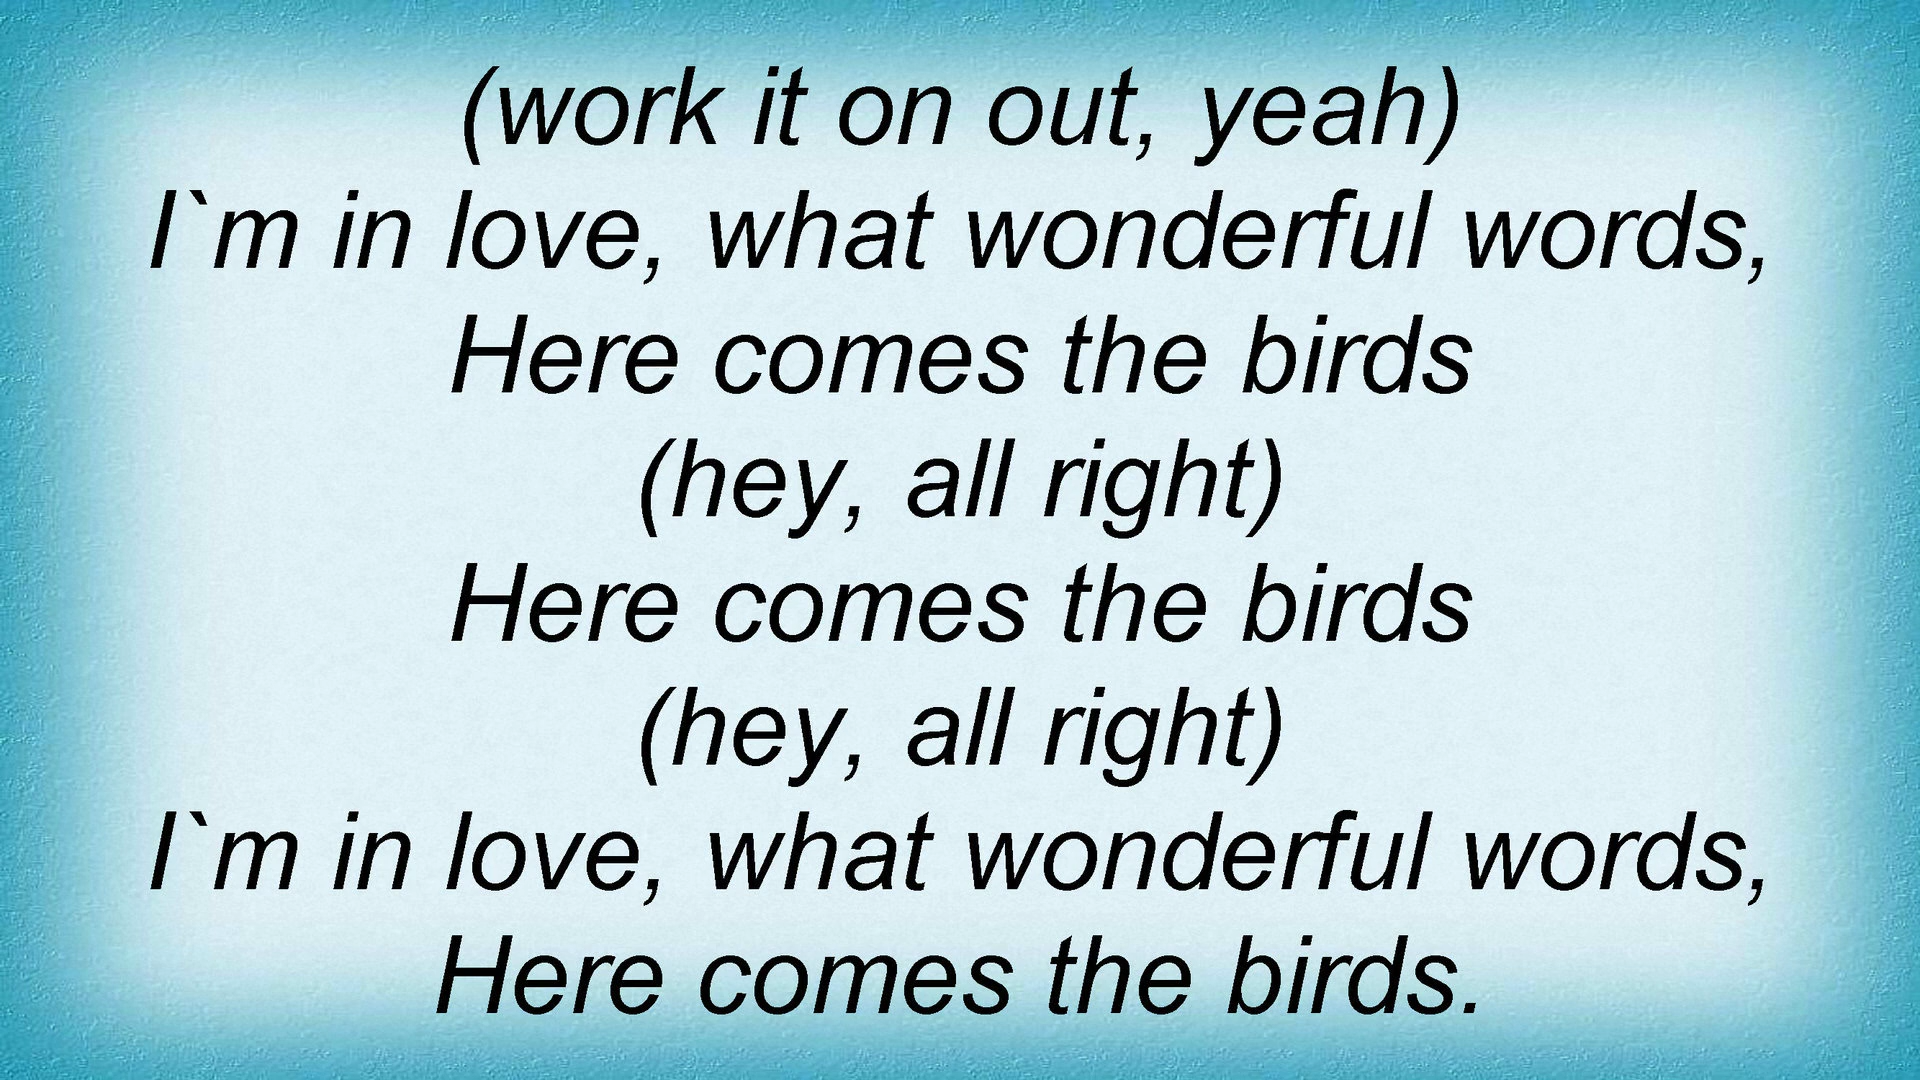 (work it on out, yeah)
I`m in love, what wonderful words,
Here comes the birds
(hey, all right)
Here comes the birds
(hey, all right)
I`m in love, what wonderful words,
Here comes the birds.